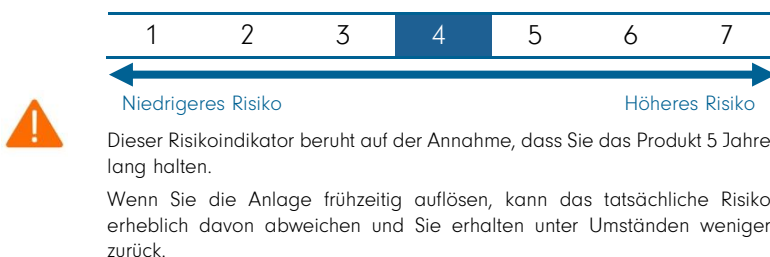 1 2 3 4 5 6 7
Niedrigeres Risiko Höheres Risiko
Dieser Risikoindikator beruht auf der Annahme, dass Sie das Produkt 5 Jahre
lang halten.
Wenn Sie die Anlage frühzeitig auflösen, kann das tatsächliche Risiko
erheblich davon abweichen und Sie erhalten unter Umständen weniger
zurück.